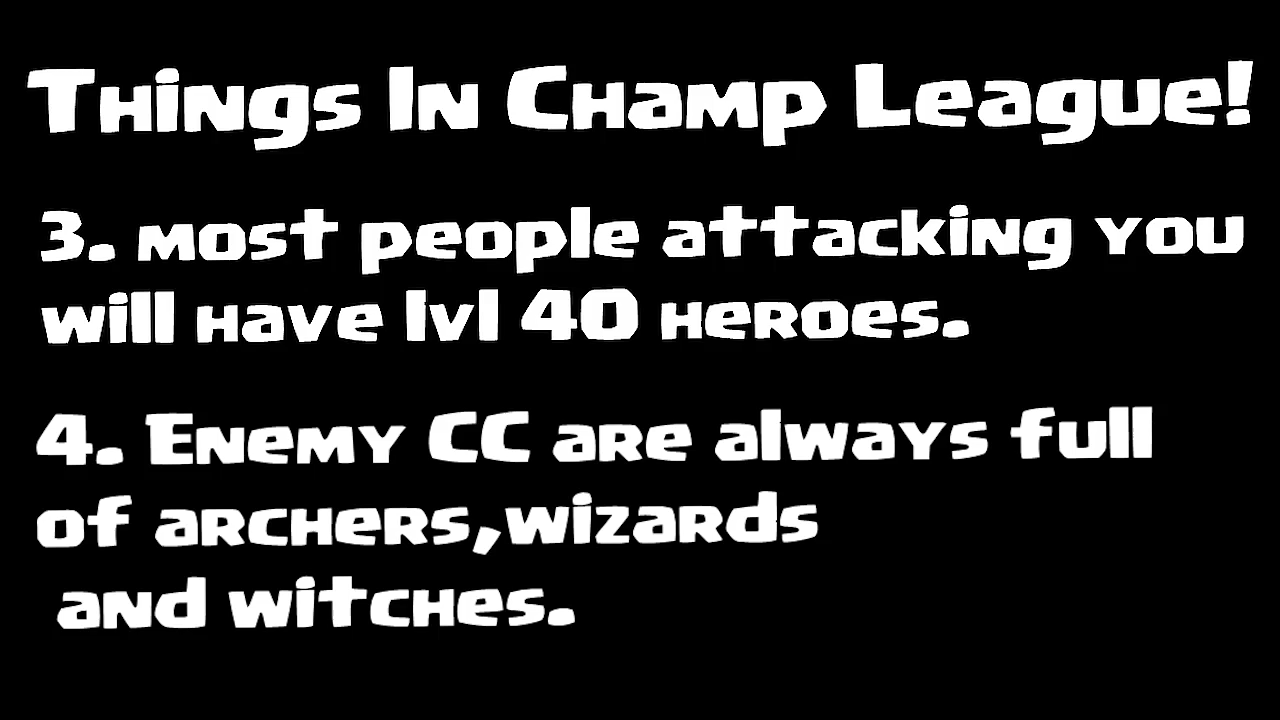 Things In Champ League!
3. most people attacking you
will have lvl 40 heroes.
4. Enemy CC are always full
of archers,wizards
and witches.